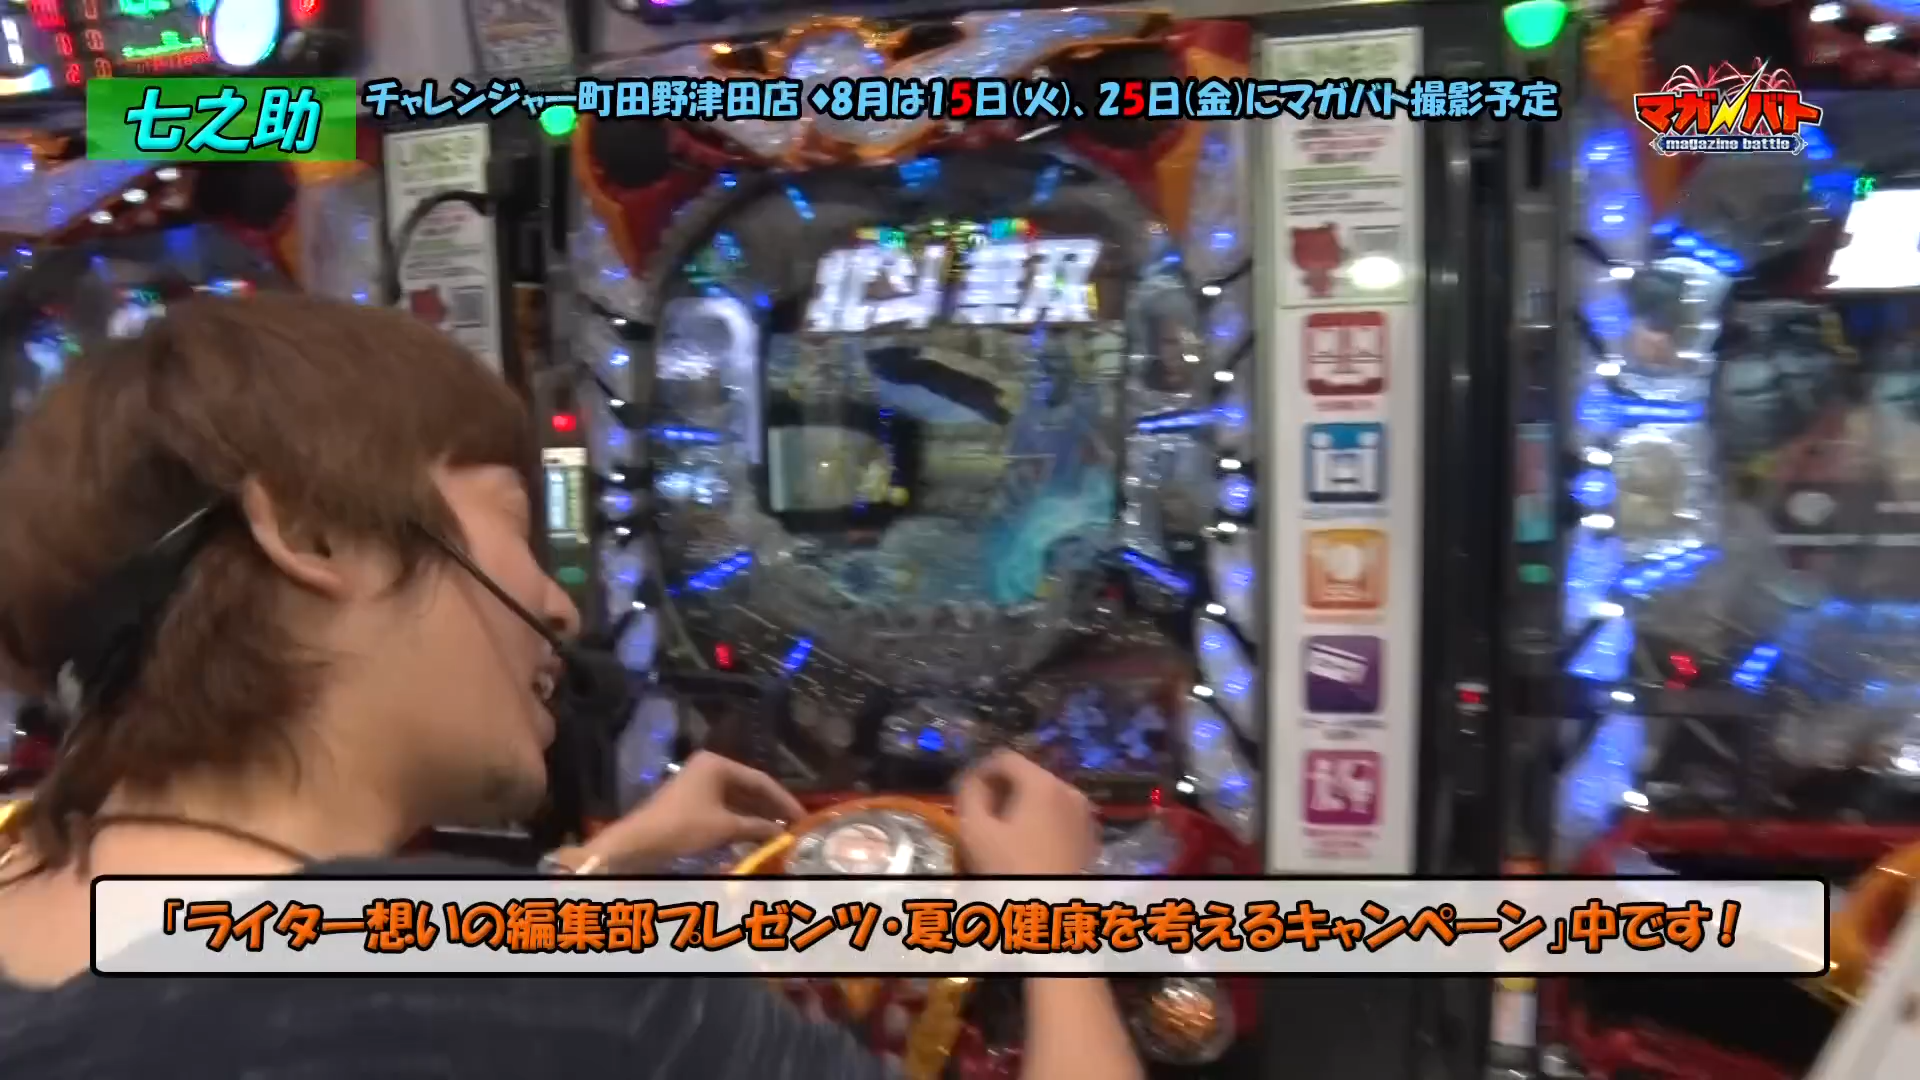 七之助
チャレンジャー町田野津田店 ◆8月は15日(火)、25日(金)にマガバト撮影予定
マガバト
magazine battle
北斗無双
「ライター想いの編集部プレゼンツ・夏の健康を考えるキャンペーン」中です!